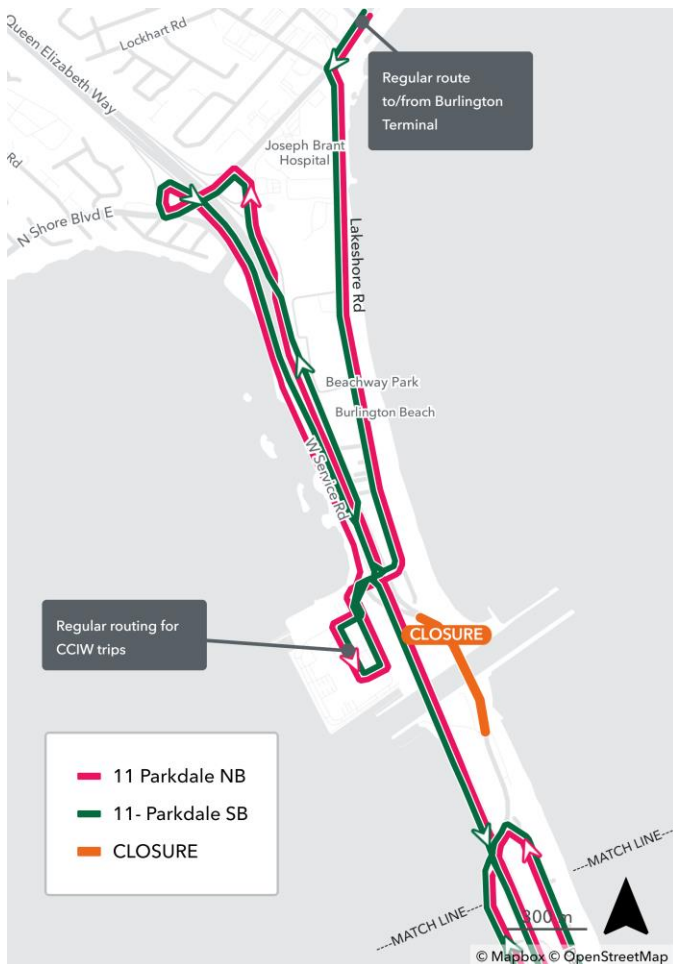 Lockhart Rd
Queen Elizabeth Way
Regular route
to/from Burlington
Terminal
Joseph Brant
Hospital
Rd
N Shore Blvd E
Lakeshore Rd
Beachway Park
Burlington Beach
W Service Rd
Regular routing for
CCIW trips
CLOSURE
11 Parkdale NB
11- Parkdale SB
CLOSURE
----MATCH LINE----
300 m
----MATCH LINE----
© Mapbox © OpenStreetMap